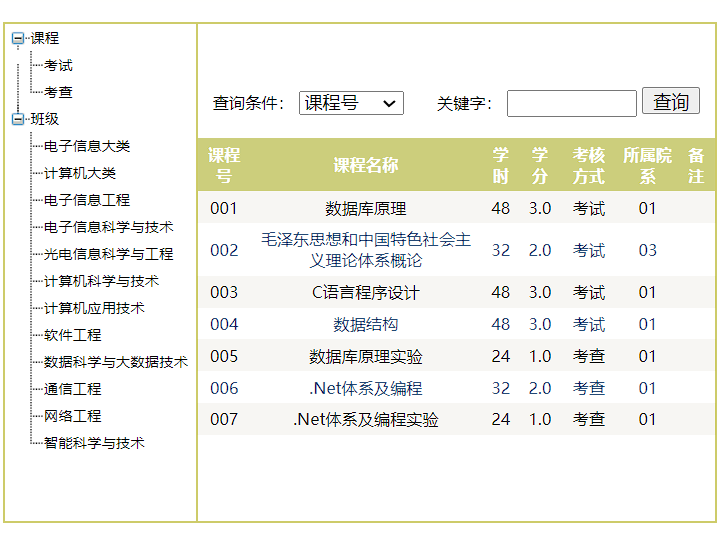 课程
考试
考查
班级
电子信息大类
计算机大类
电子信息工程
电子信息科学与技术
光电信息科学与工程
计算机科学与技术
计算机应用技术
软件工程
数据科学与大数据技术
通信工程
网络工程
智能科学与技术
查询条件： 课程号 关键字： 查询
课程号 课程名称 学时 学分 考核方式 所属院系 备注
001 数据库原理 48 3.0 考试 01
002 毛泽东思想和中国特色社会主义理论体系概论 32 2.0 考试 03
003 C语言程序设计 48 3.0 考试 01
004 数据结构 48 3.0 考试 01
005 数据库原理实验 24 1.0 考查 01
006 .Net体系及编程 32 2.0 考查 01
007 .Net体系及编程实验 24 1.0 考查 01